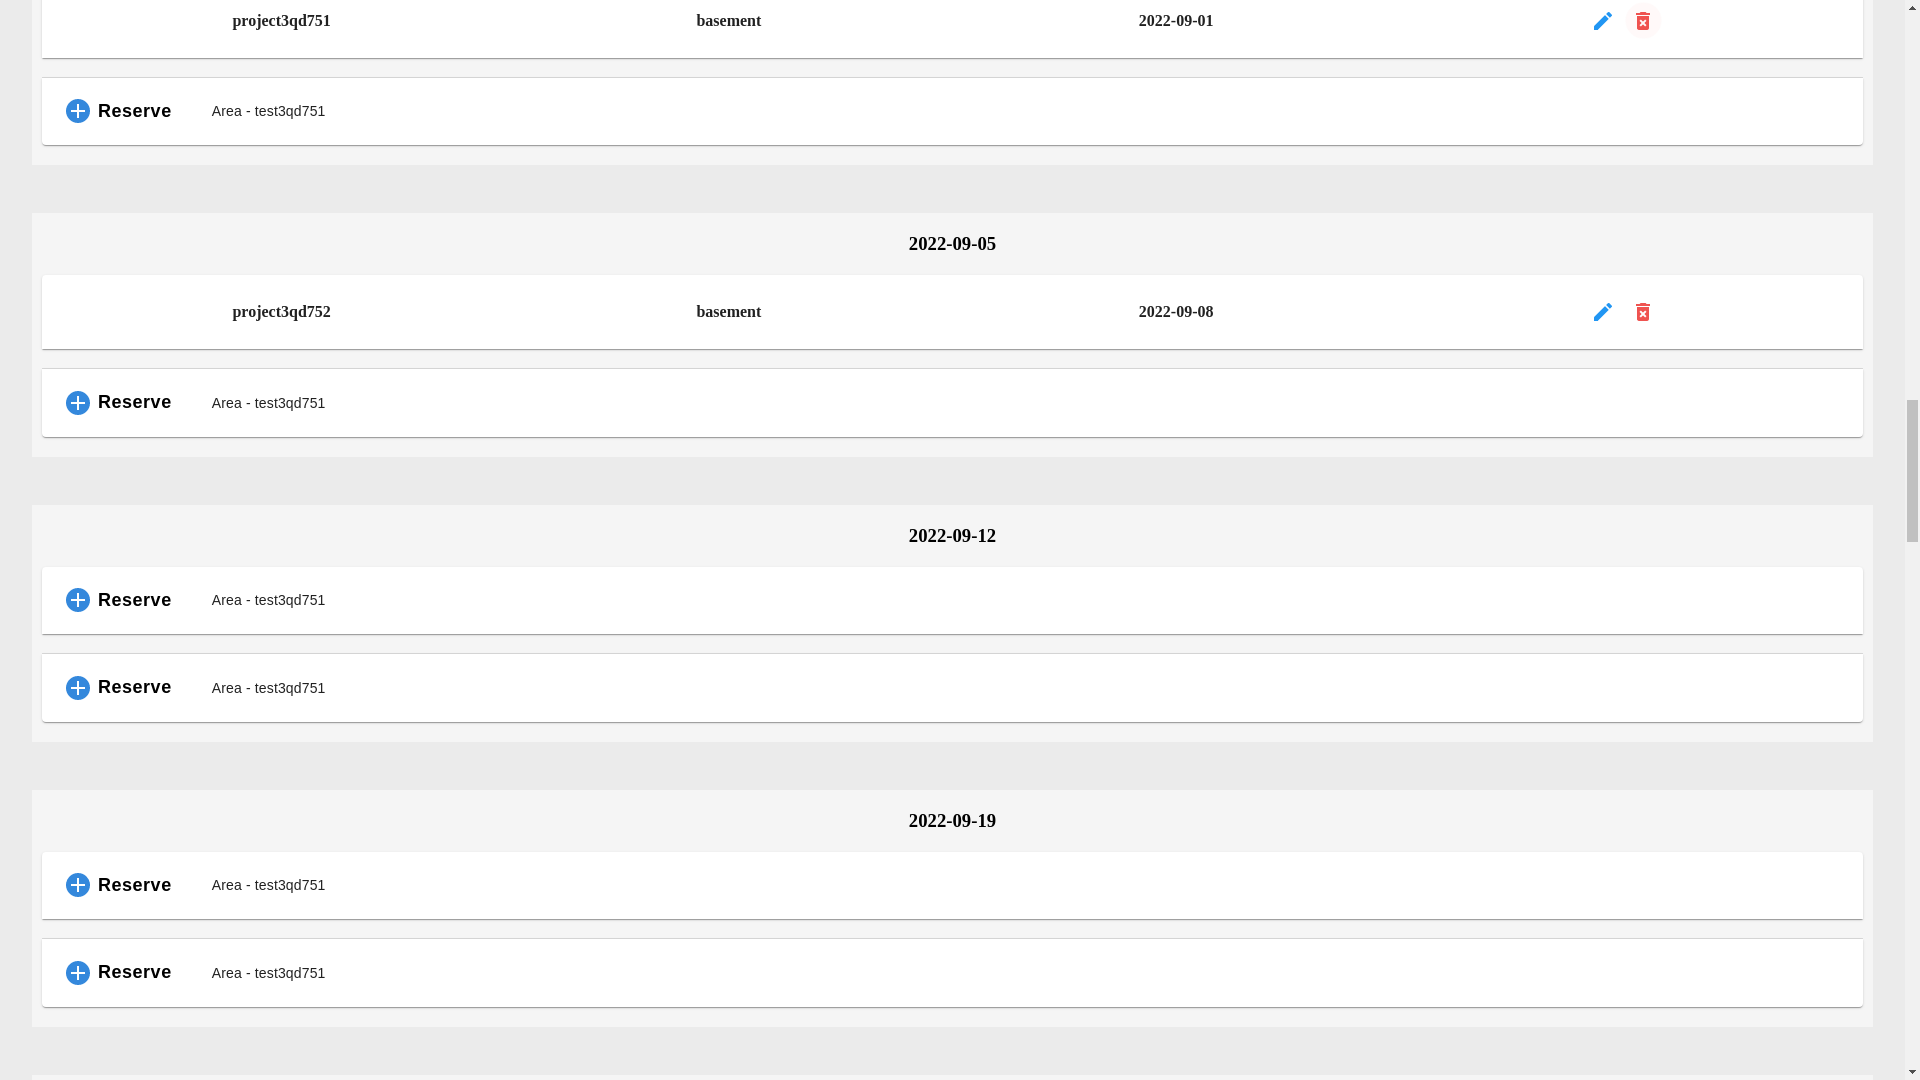 project3qd751 basement 2022-09-01
Reserve Area - test3qd751
2022-09-05
project3qd752 basement 2022-09-08
Reserve Area - test3qd751
2022-09-12
Reserve Area - test3qd751
Reserve Area - test3qd751
2022-09-19
Reserve Area - test3qd751
Reserve Area - test3qd751